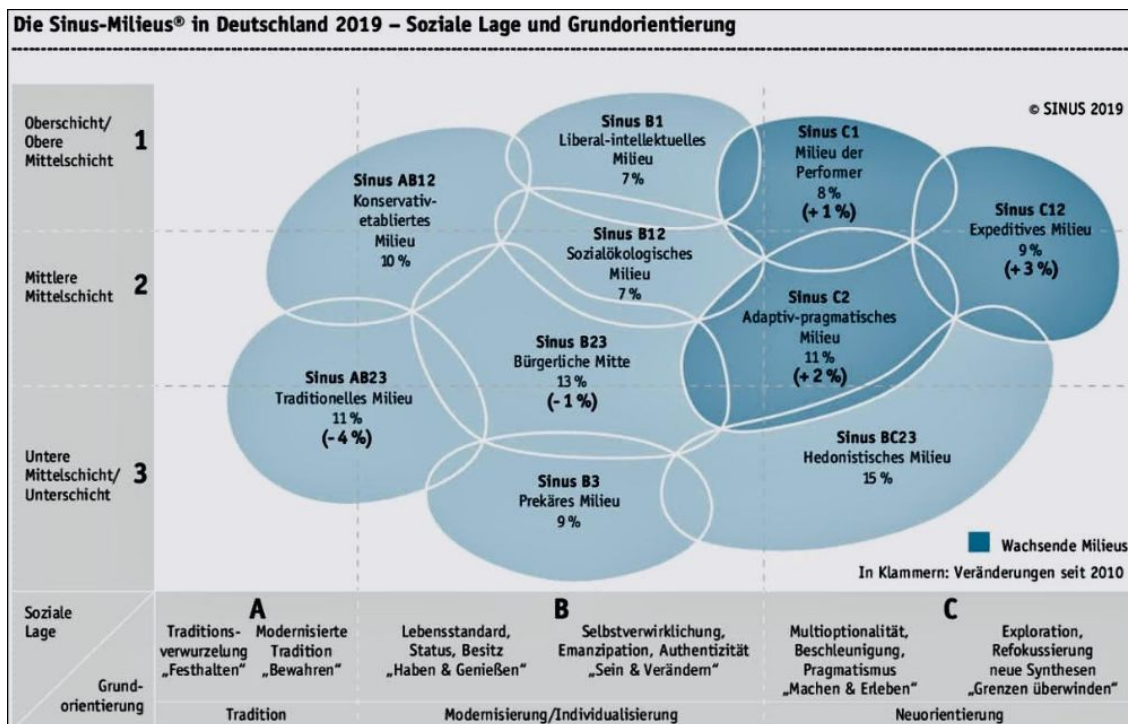 Die Sinus-Milieus® in Deutschland 2019 – Soziale Lage und Grundorientierung
© SINUS 2019
Oberschicht/
Obere
Mittelschicht
1
Mittlere
Mittelschicht
2
Untere
Mittelschicht/
Unterschicht
3
Sinus B1
Liberal-intellektuelles
Milieu
7 %
Sinus C1
Milieu der
Performer
8 %
(+ 1 %)
Sinus AB12
Konservativ-
etabliertes
Milieu
10 %
Sinus C12
Expeditives Milieu
9 %
(+ 3 %)
Sinus B12
Sozialökologisches
Milieu
7 %
Sinus C2
Adaptiv-pragmatisches
Milieu
11 %
(+ 2 %)
Sinus B23
Bürgerliche Mitte
13 %
(- 1 %)
Sinus AB23
Traditionelles Milieu
11 %
(- 4 %)
Sinus BC23
Hedonistisches Milieu
15 %
Sinus B3
Prekäres Milieu
9 %
Wachsende Milieus
In Klammern: Veränderungen seit 2010
Soziale
Lage
Grund-
orientierung
A
Traditions-
verwurzelung
„Festhalten“
Modernisierte
Tradition
„Bewahren“
B
Lebensstandard,
Status, Besitz
„Haben & Genießen“
Selbstverwirklichung,
Emanzipation, Authentizität
„Sein & Verändern“
C
Multioptionalität,
Beschleunigung,
Pragmatismus
„Machen & Erleben“
Exploration,
Refokussierung
neue Synthesen
„Grenzen überwinden“
Tradition
Modernisierung/Individualisierung
Neuorientierung